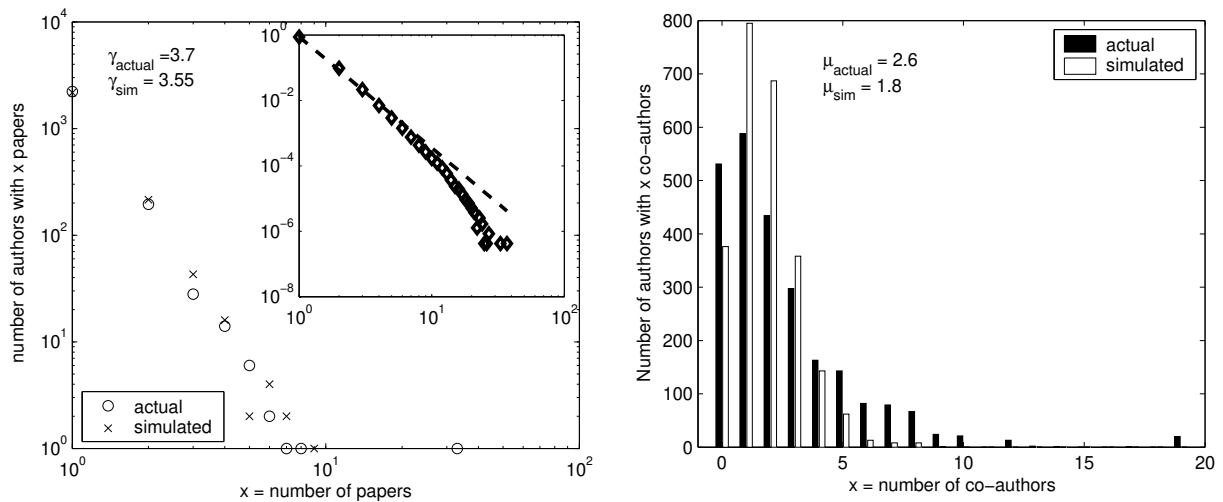 10^4
10^3
10^2
10^1
10^0
number of authors with x papers
γ_actual =3.7
γ_sim = 3.55
10^0
10^−2
10^−4
10^−6
10^−8
10^0 10^1 10^2
actual
simulated
10^0 10^1 10^2
x = number of papers
800
700
600
500
400
300
200
100
0
Number of authors with x co−authors
μ_actual = 2.6
μ_sim = 1.8
actual
simulated
0 5 10 15 20
x = number of co−authors